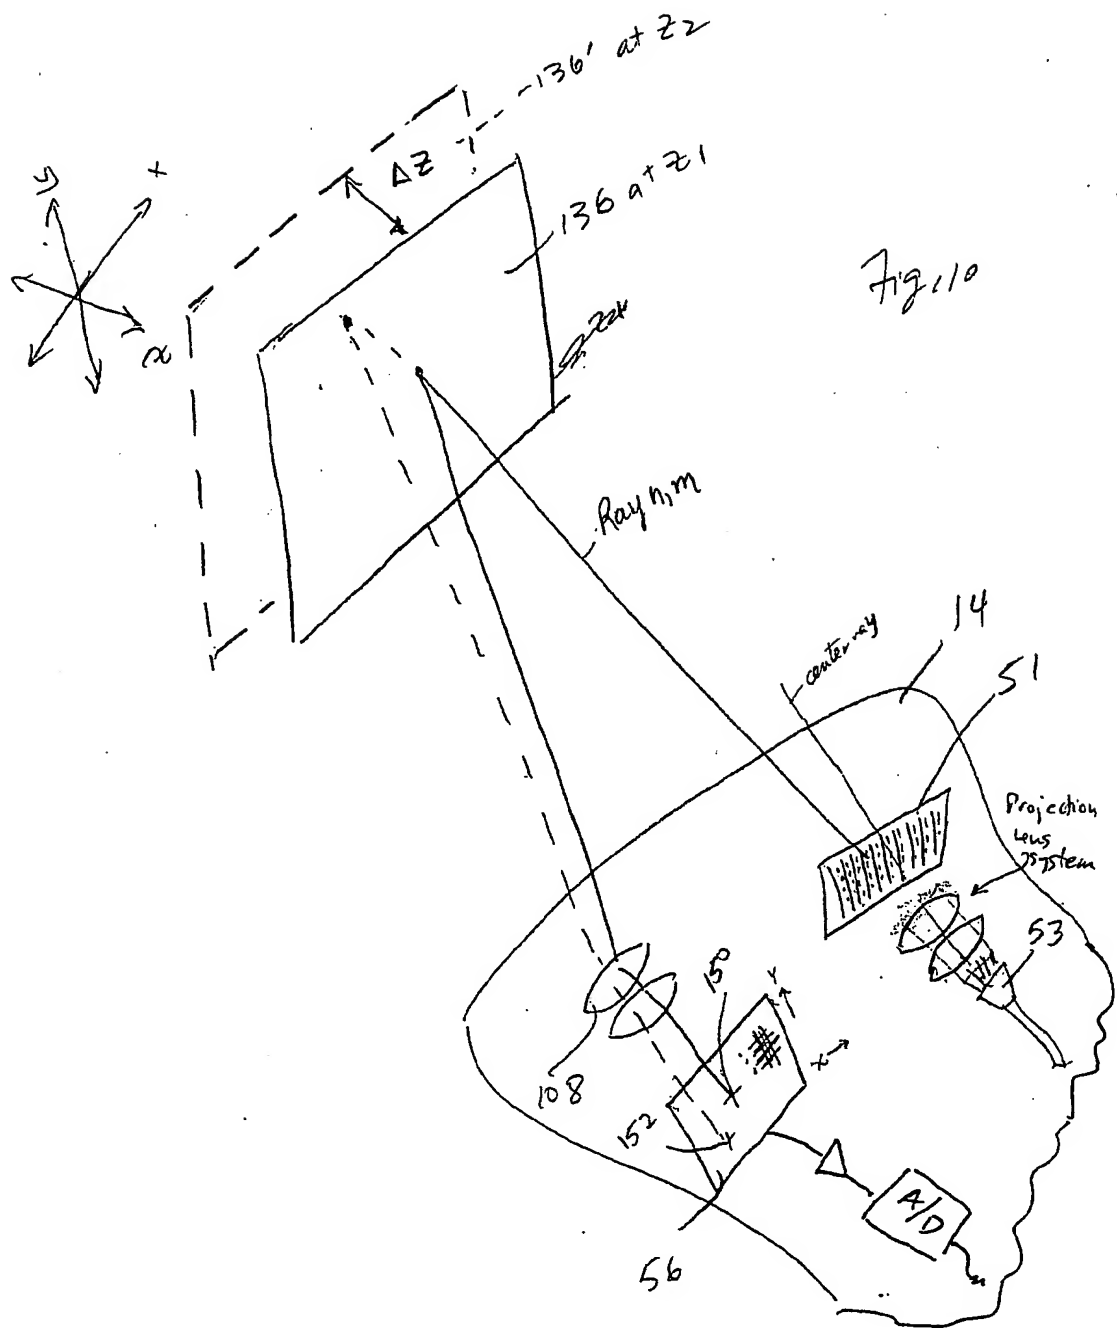 136' at Z2
ΔZ
136 at Z1
y
+
x
Fig. 10
Ray n,m
center ray
14
51
Projection
Lens
system
53
150
Y
X
108
152
A/D
56